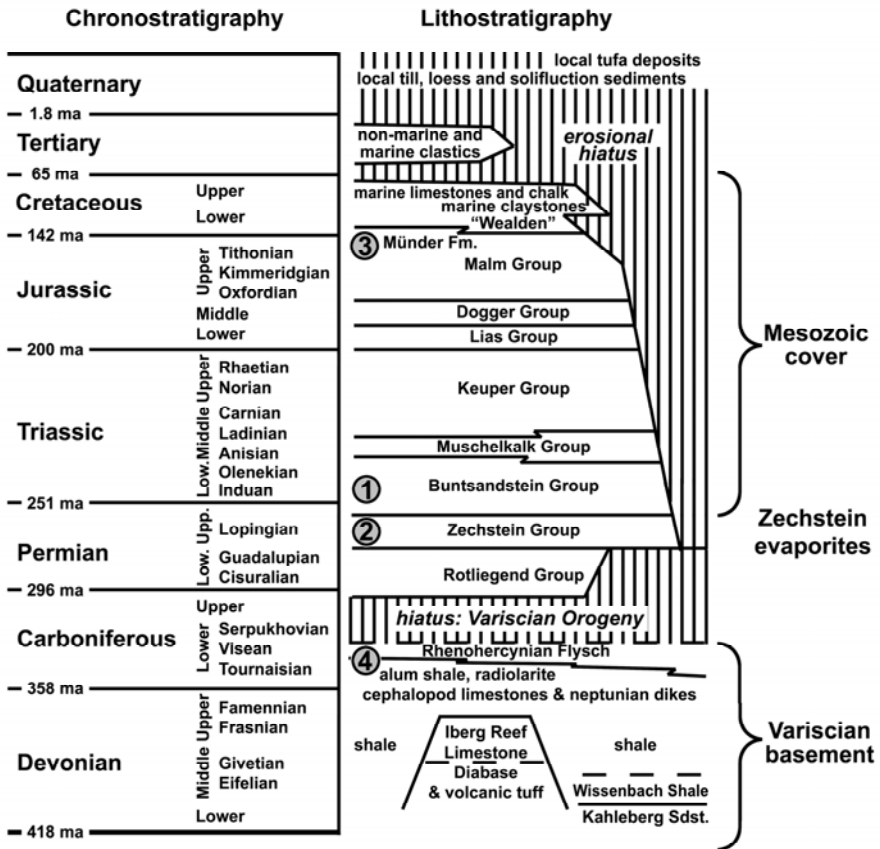 Chronostratigraphy
Lithostratigraphy
Quaternary
1.8 ma
Tertiary
65 ma
Cretaceous
Upper
Lower
142 ma
Jurassic
Upper
Tithonian
Kimmeridgian
Oxfordian
Middle
Lower
200 ma
Triassic
Upper
Rhaetian
Norian
Middle
Carnian
Ladinian
Anisian
Low.
Olenekian
Induan
251 ma
Permian
Upp.
Lopingian
Low.
Guadalupian
Cisuralian
296 ma
Carboniferous
Upper
Lower
Serpukhovian
Visean
Tournaisian
358 ma
Devonian
Upper
Famennian
Frasnian
Middle
Givetian
Eifelian
Lower
418 ma
local tufa deposits
local till, loess and solifluction sediments
non-marine and
marine clastics
erosional
hiatus
marine limestones and chalk
marine claystones
“Wealden”
3
Münder Fm.
Malm Group
Dogger Group
Lias Group
Keuper Group
Muschelkalk Group
1
Buntsandstein Group
2
Zechstein Group
Rotliegend Group
hiatus: Variscian Orogeny
Rhenohercynian Flysch
4
alum shale, radiolarite
cephalopod limestones & neptunian dikes
shale
Iberg Reef
Limestone
Diabase
& volcanic tuff
shale
Wissenbach Shale
Kahleberg Sdst.
Mesozoic
cover
Zechstein
evaporites
Variscian
basement